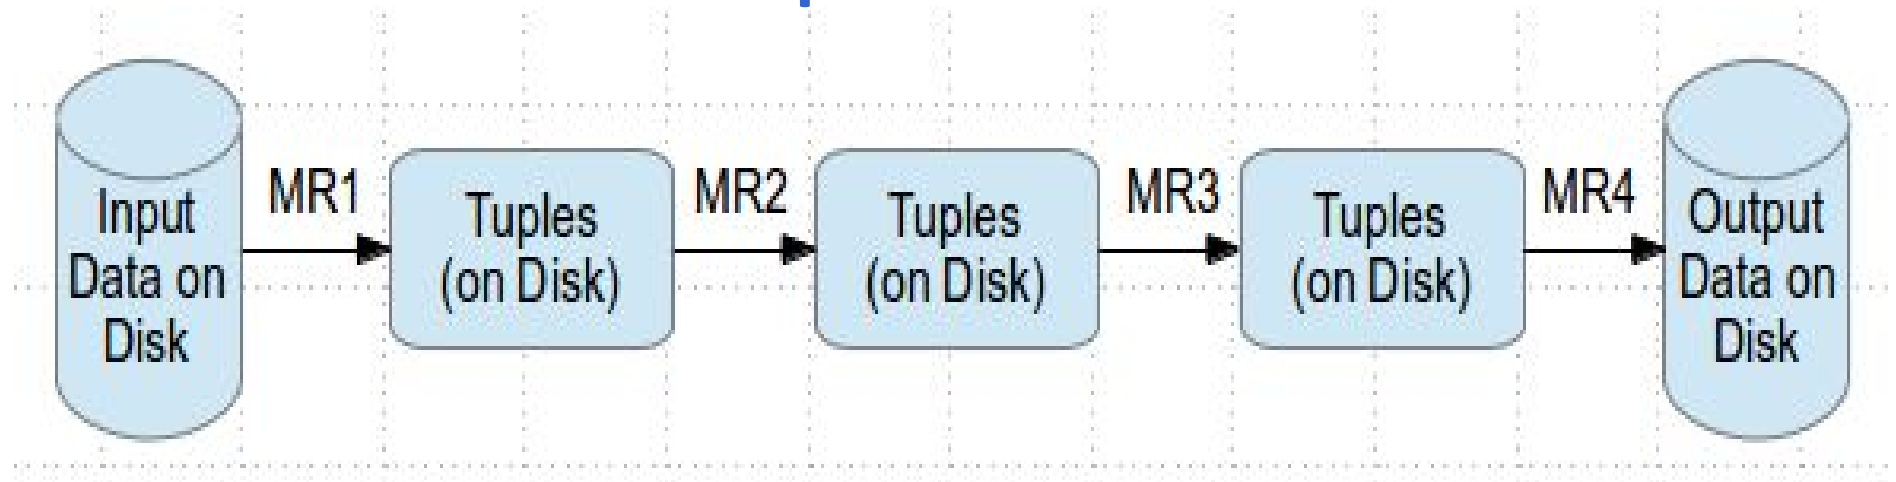 Input
Data on
Disk
MR1
Tuples
(on Disk)
MR2
Tuples
(on Disk)
MR3
Tuples
(on Disk)
MR4
Output
Data on
Disk